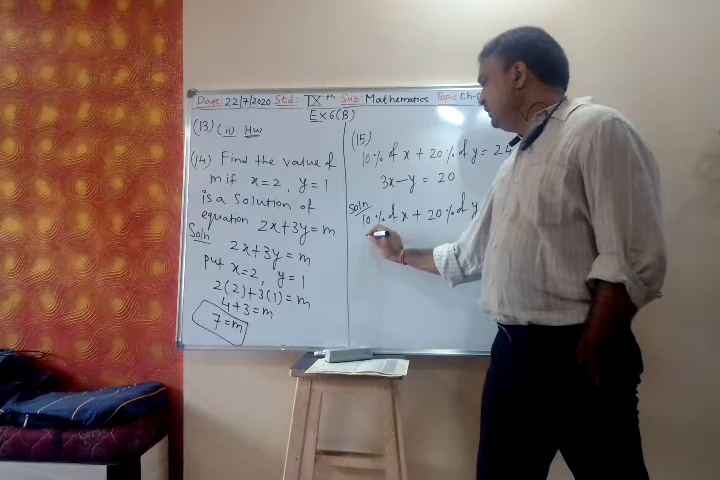 Date: 22/7/2020 Std: IXth Sub: Mathematics Topic Ch-
Ex 6(B)
(13) (ii) HW
(14) Find the value of
m if x=2, y=1
is a solution of
equation 2x+3y=m
Soln
2x+3y=m
put x=2, y=1
2(2)+3(1)=m
4+3=m
7=m
(15)
10% of x + 20% of y = 24
3x-y = 20
Soln
10% of x + 20% of y